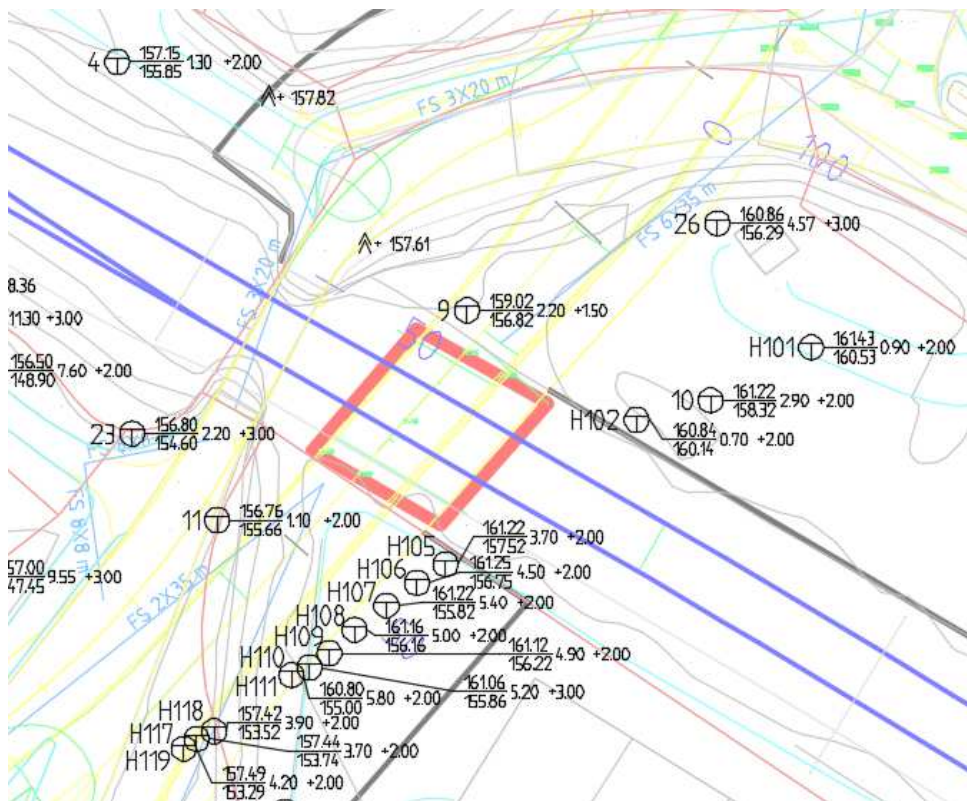 4 157.15 1.30 +2.00
155.85
+ 157.82
FS 3X20 m
100
FS 6X35 m
26 160.86 4.57 +3.00
156.29
+ 157.61
FS 3X20 m
8.36
11.30 +3.00
9 159.02 2.20 +1.50
156.82
H101 161.43 0.90 +2.00
160.53
156.50 7.60 +2.00
148.90
10 161.22 2.90 +2.00
158.32
H102 160.84 0.70 +2.00
160.14
23 156.80 2.20 +3.00
154.60
FS 8X8 m
11 156.76 1.10 +2.00
155.66
H105 161.22 3.70 +2.00
157.52
H106 161.25 4.50 +2.00
156.75
57.00 9.55 +3.00
47.45
FS 2X35 m
H107 161.22 5.40 +2.00
155.82
H108 161.16 5.00 +2.00
156.16
H109 161.12 4.90 +2.00
156.22
H110 161.06 5.20 +3.00
155.86
H111 160.80 5.80 +2.00
155.00
H118 157.42 3.90 +2.00
153.52
H117 157.44 3.70 +2.00
153.74
H119 157.49 4.20 +2.00
153.29